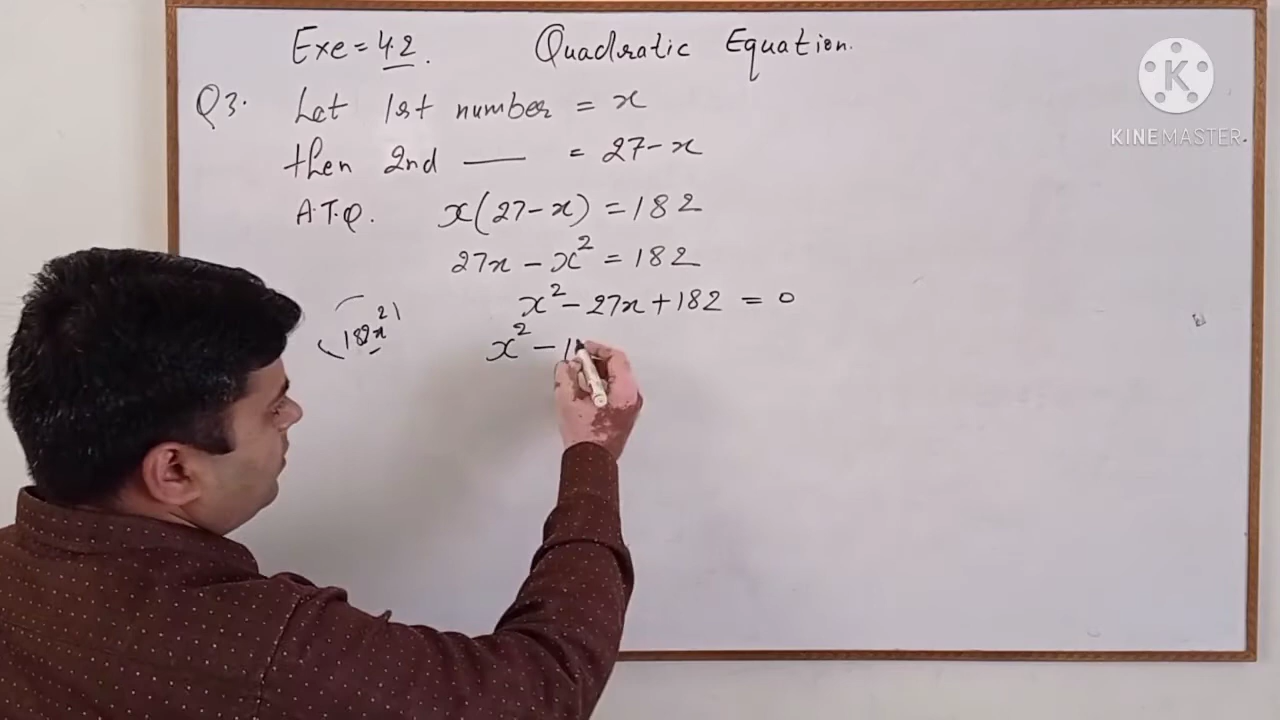 Exe = 4.2. Quadratic Equation.
Q3. Let 1st number = x
then 2nd —— = 27 - x
A.T.Q. x(27 - x) = 182
27x - x² = 182
x² - 27x + 182 = 0
182x²
x² - 1
K
KINEMASTER